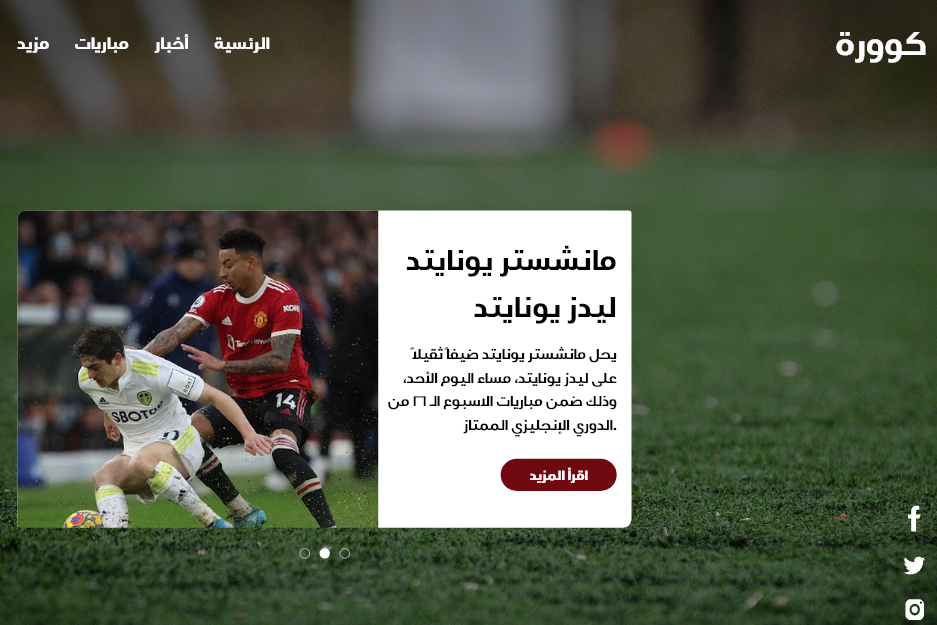 كوورة
الرئسية
أخبار
مباريات
مزيد
مانشستر يونايتد
ليدز يونايتد
يحل مانشستر يونايتد ضيفاً ثقيلاً
على ليدز يونايتد، مساء اليوم الأحد،
وذلك ضمن مباريات الاسبوع الـ ٢٦ من
الدوري الإنجليزي الممتاز.
اقرأ المزيد
KOH
14
SBOTOP